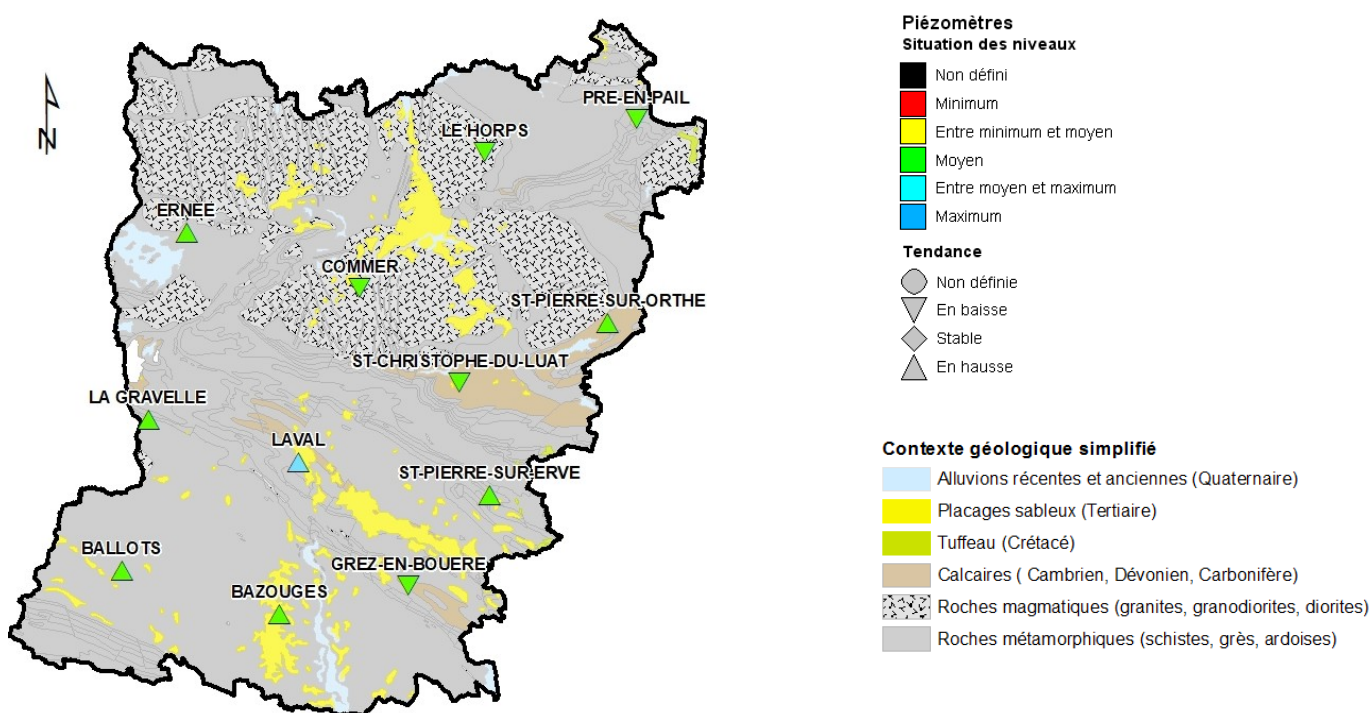 PRE-EN-PAIL
LE HORPS
N
ERNEE
COMMER
ST-PIERRE-SUR-ORTHE
ST-CHRISTOPHE-DU-LUAT
LA GRAVELLE
LAVAL
ST-PIERRE-SUR-ERVE
BALLOTS
GREZ-EN-BOUERE
BAZOUGES
Piézomètres
Situation des niveaux
Non défini
Minimum
Entre minimum et moyen
Moyen
Entre moyen et maximum
Maximum
Tendance
Non définie
En baisse
Stable
En hausse
Contexte géologique simplifié
Alluvions récentes et anciennes (Quaternaire)
Placages sableux (Tertiaire)
Tuffeau (Crétacé)
Calcaires ( Cambrien, Dévonien, Carbonifère)
Roches magmatiques (granites, granodiorites, diorites)
Roches métamorphiques (schistes, grès, ardoises)